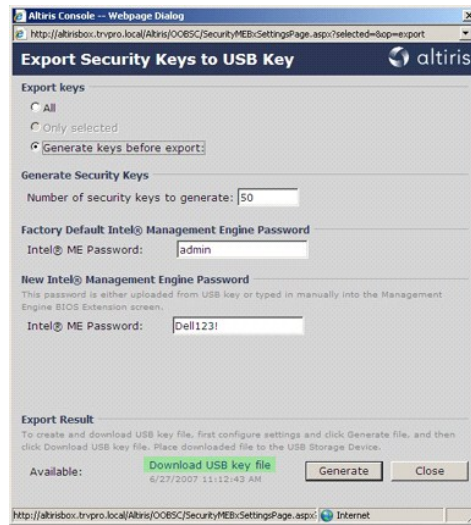 Altiris Console -- Webpage Dialog
http://altirisbox.trvpro.local/Altiris/OOBSC/SecurityMEBxSettingsPage.aspx?selected=&op=export
Export Security Keys to USB Key
altiris
Export keys
All
Only selected
Generate keys before export:
Generate Security Keys
Number of security keys to generate: 50
Factory Default Intel® Management Engine Password
Intel® ME Password: admin
New Intel® Management Engine Password
This password is either uploaded from USB key or typed in manually into the Management
Engine BIOS Extension screen.
Intel® ME Password: Dell123!
Export Result
To create and download USB key file, first configure settings and click Generate file, and then
click Download USB key file. Place downloaded file to the USB Storage Device.
Available: Download USB key file Generate Close
6/27/2007 11:12:43 AM
http://altirisbox.trvpro.local/Altiris/OOBSC/SecurityMEBxSettingsPage.aspx? Internet